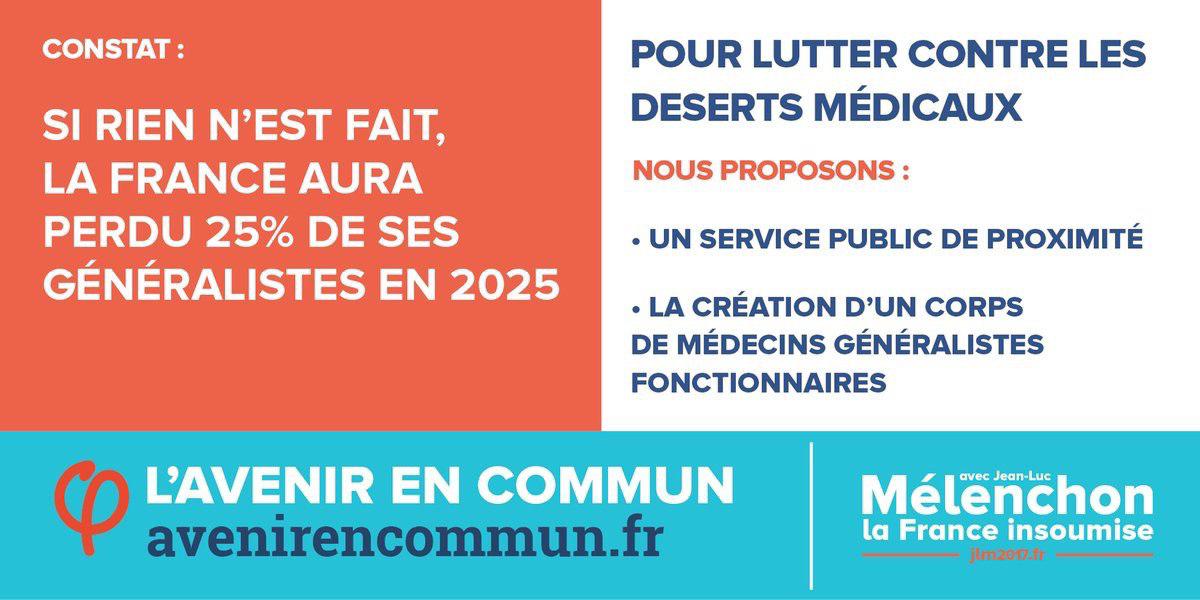 CONSTAT :
SI RIEN N'EST FAIT,
LA FRANCE AURA
PERDU 25% DE SES
GÉNÉRALISTES EN 2025
POUR LUTTER CONTRE LES
DESERTS MÉDICAUX
NOUS PROPOSONS :
• UN SERVICE PUBLIC DE PROXIMITÉ
• LA CRÉATION D'UN CORPS
DE MÉDECINS GÉNÉRALISTES
FONCTIONNAIRES
φ L'AVENIR EN COMMUN
avenirencommun.fr
avec Jean-Luc
Mélenchon
la France insoumise
jlm2017.fr